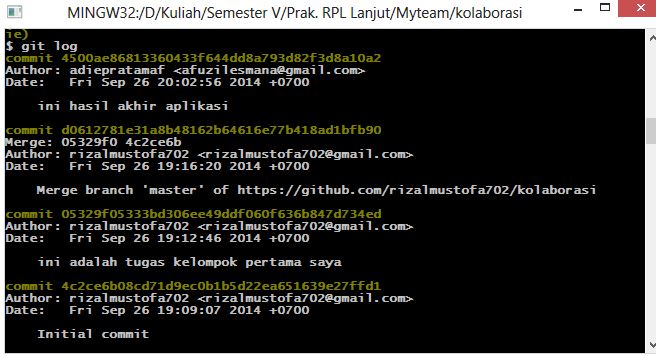 MINGW32:/D/Kuliah/Semester V/Prak. RPL Lanjut/Myteam/kolaborasi
ie)
$ git log
commit 4500ae86813360433f644dd8a793d82f3d8a10a2
Author: adiepratamaf <afuzilesmana@gmail.com>
Date:   Fri Sep 26 20:02:56 2014 +0700
    ini hasil akhir aplikasi
commit d0612781e31a8b48162b64616e77b418ad1bfb90
Merge: 05329f0 4c2ce6b
Author: rizalmustofa702 <rizalmustofa702@gmail.com>
Date:   Fri Sep 26 19:16:20 2014 +0700
    Merge branch 'master' of https://github.com/rizalmustofa702/kolaborasi
commit 05329f05333bd306ee49ddf060f636b847d734ed
Author: rizalmustofa702 <rizalmustofa702@gmail.com>
Date:   Fri Sep 26 19:12:46 2014 +0700
    ini adalah tugas kelompok pertama saya
commit 4c2ce6b08cd71d9ec0b1b5d22ea651639e27ffd1
Author: rizalmustofa702 <rizalmustofa702@gmail.com>
Date:   Fri Sep 26 19:09:07 2014 +0700
    Initial commit